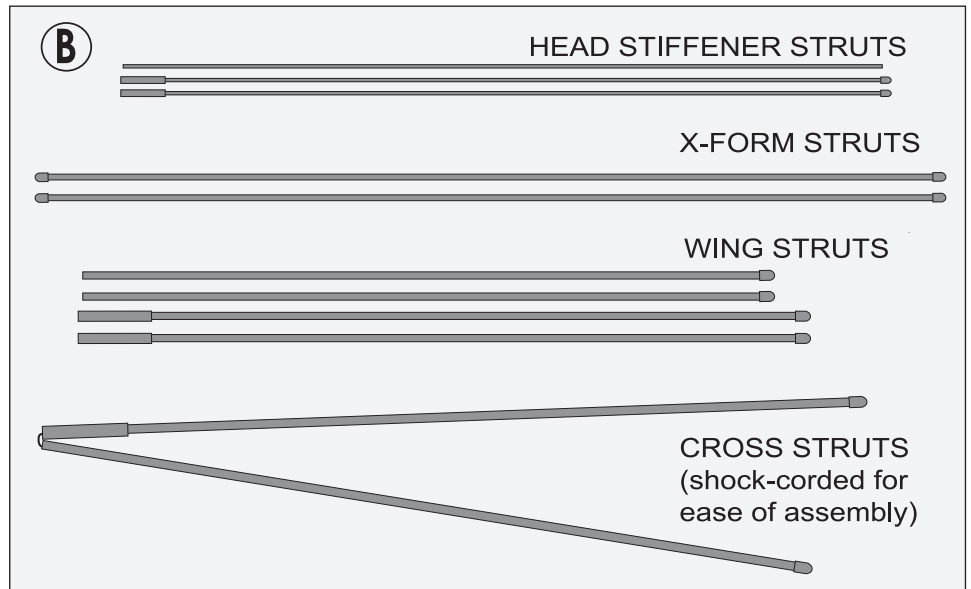 B
HEAD STIFFENER STRUTS
X-FORM STRUTS
WING STRUTS
CROSS STRUTS
(shock-corded for
ease of assembly)